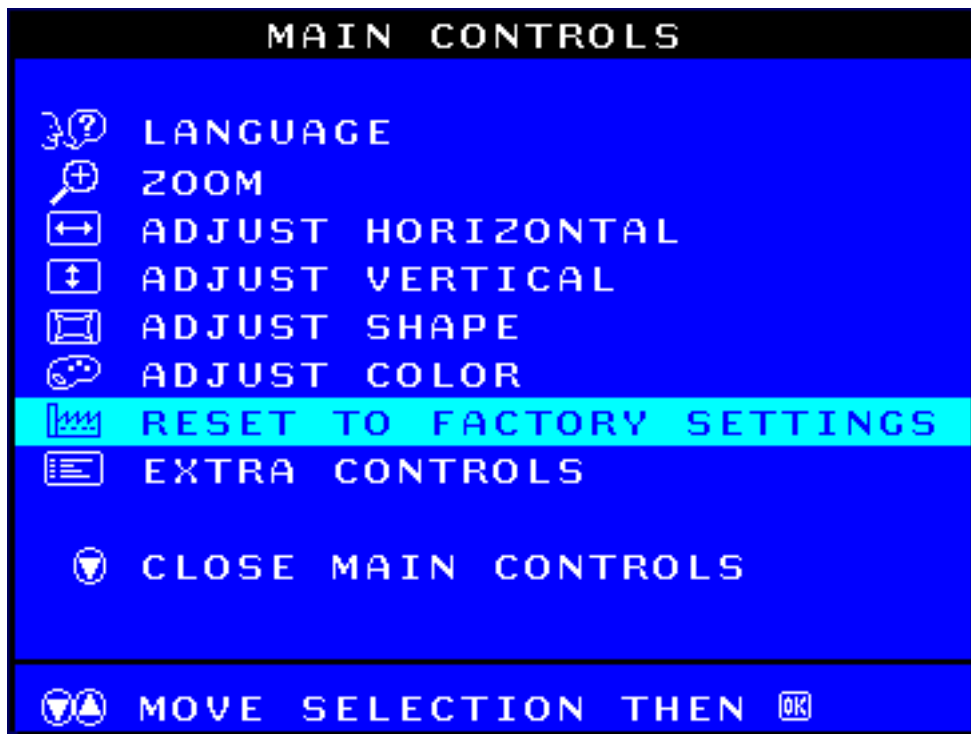 MAIN CONTROLS
LANGUAGE
ZOOM
ADJUST HORIZONTAL
ADJUST VERTICAL
ADJUST SHAPE
ADJUST COLOR
RESET TO FACTORY SETTINGS
EXTRA CONTROLS
CLOSE MAIN CONTROLS
MOVE SELECTION THEN OK